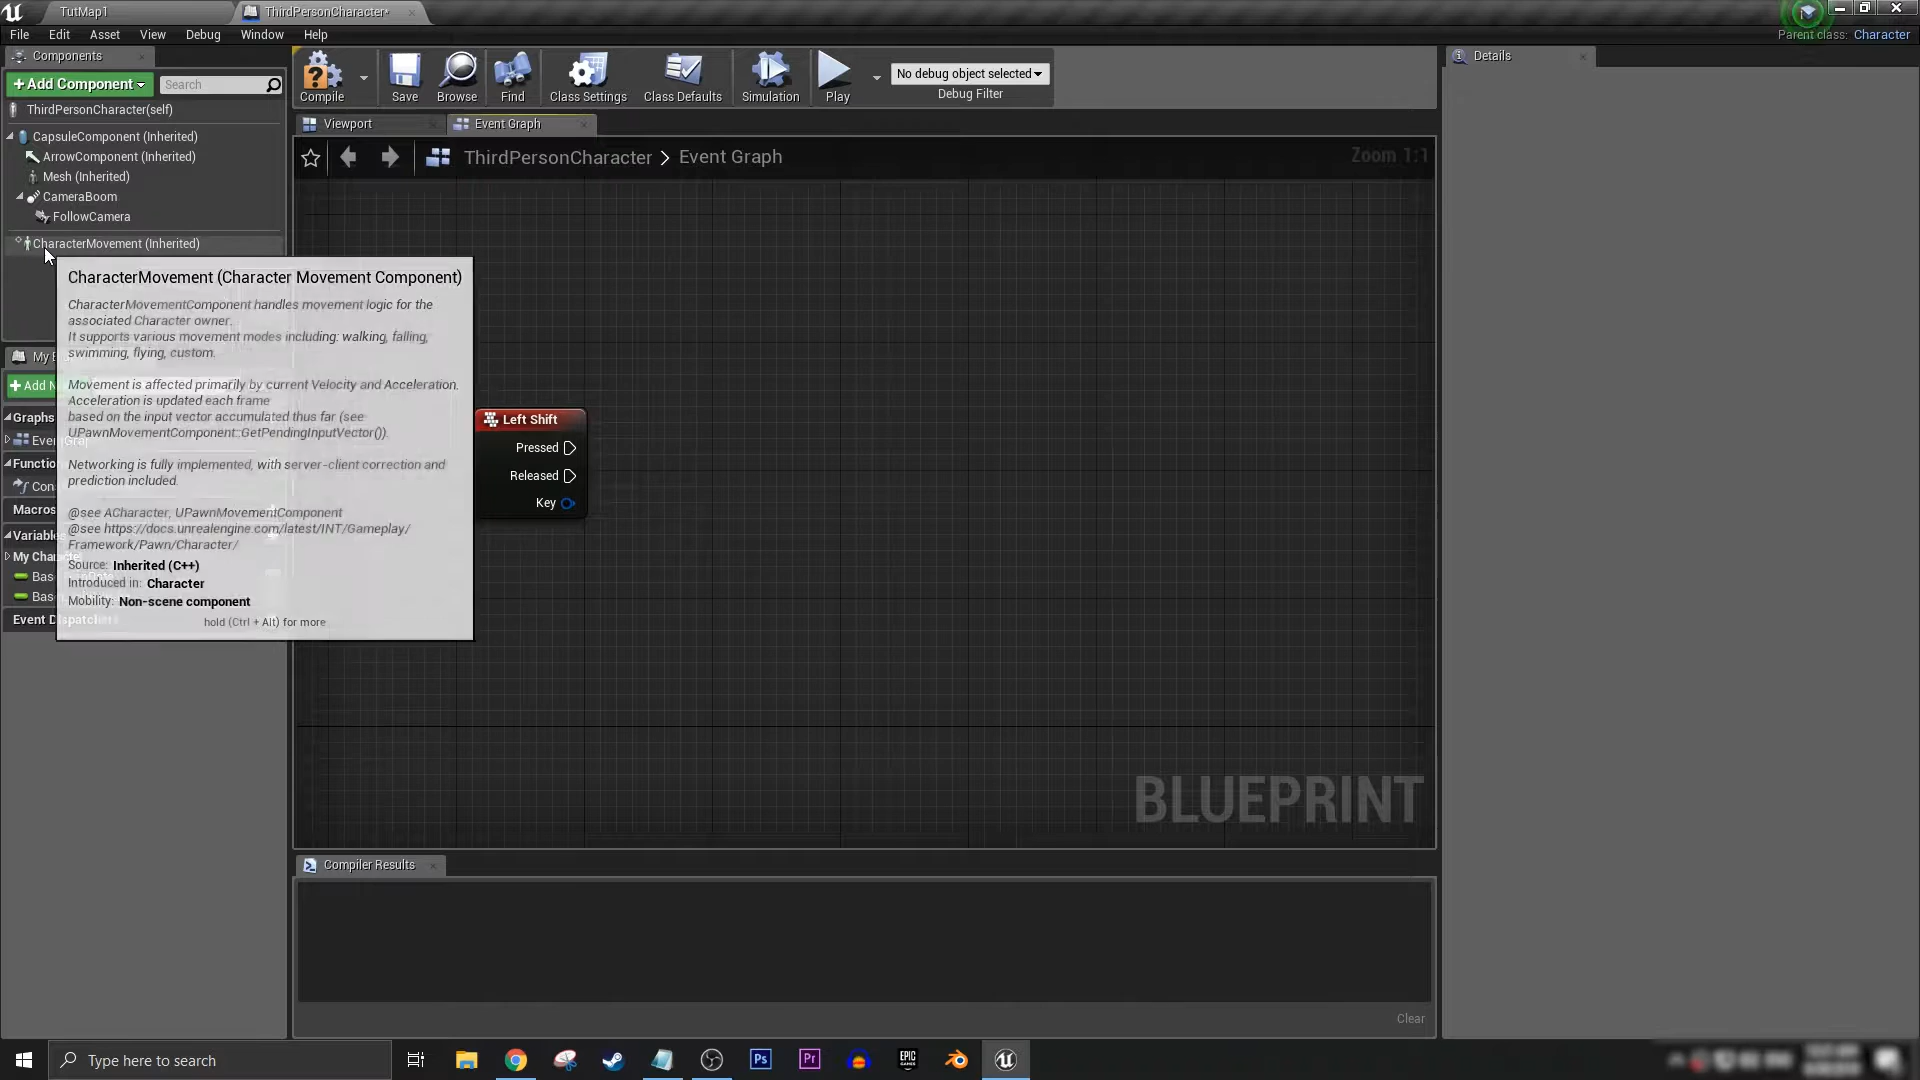 TutMap1
ThirdPersonCharacter*
File Edit Asset View Debug Window Help
Parent class: Character
Components
+Add Component
Search
ThirdPersonCharacter(self)
CapsuleComponent (Inherited)
ArrowComponent (Inherited)
Mesh (Inherited)
CameraBoom
FollowCamera
CharacterMovement (Inherited)
CharacterMovement (Character Movement Component)
CharacterMovementComponent handles movement logic for the
associated Character owner.
It supports various movement modes including: walking, falling,
swimming, flying, custom.
Movement is affected primarily by current Velocity and Acceleration.
Acceleration is updated each frame
based on the input vector accumulated thus far (see
UPawnMovementComponent::GetPendingInputVector()).
Networking is fully implemented, with server-client correction and
prediction included.
@see ACharacter, UPawnMovementComponent
@see https://docs.unrealengine.com/latest/INT/Gameplay/
Framework/Pawn/Character/
Source: Inherited (C++)
Introduced in: Character
Mobility: Non-scene component
hold (Ctrl + Alt) for more
My
Add
Graphs
Functio
Con
Macros
Variables
My Char
Bas
Bas
Event Dispatchers
Compile
Save
Browse
Find
Class Settings
Class Defaults
Simulation
Play
No debug object selected
Debug Filter
Viewport
Event Graph
ThirdPersonCharacter > Event Graph
Zoom 1:1
Left Shift
Pressed
Released
Key
BLUEPRINT
Compiler Results
Clear
Details
Type here to search
Ps
Pr
EPIC
GAMES